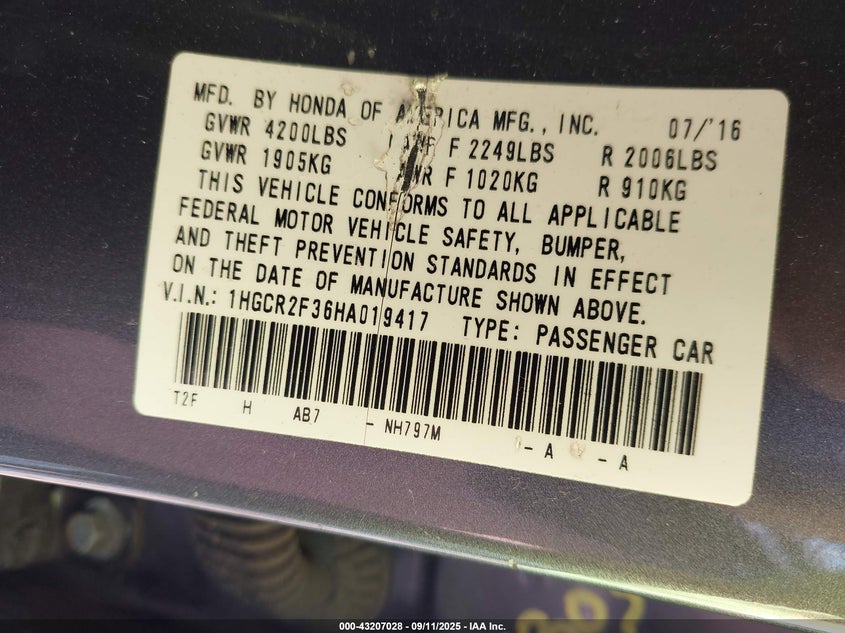 MFD. BY HONDA OF AMERICA MFG., INC. 07/'16
GVWR 4200LBS F 2249LBS R 2006LBS
GVWR 1905KG F 1020KG R 910KG
THIS VEHICLE CONFORMS TO ALL APPLICABLE
FEDERAL MOTOR VEHICLE SAFETY, BUMPER,
AND THEFT PREVENTION STANDARDS IN EFFECT
ON THE DATE OF MANUFACTURE SHOWN ABOVE.
V.I.N.: 1HGCR2F36HA019417 TYPE: PASSENGER CAR
T2F H AB7 - NH797M - A - A
000-43207028 - 09/11/2025 - IAA Inc.